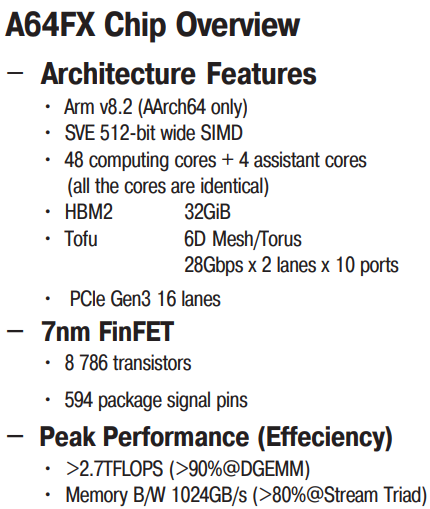 A64FX Chip Overview
– Architecture Features
• Arm v8.2 (AArch64 only)
• SVE 512-bit wide SIMD
• 48 computing cores + 4 assistant cores
(all the cores are identical)
• HBM2 32GiB
• Tofu 6D Mesh/Torus
28Gbps x 2 lanes x 10 ports
• PCle Gen3 16 lanes
– 7nm FinFET
• 8 786 transistors
• 594 package signal pins
– Peak Performance (Effeciency)
• >2.7TFLOPS (>90%@DGEMM)
• Memory B/W 1024GB/s (>80%@Stream Triad)